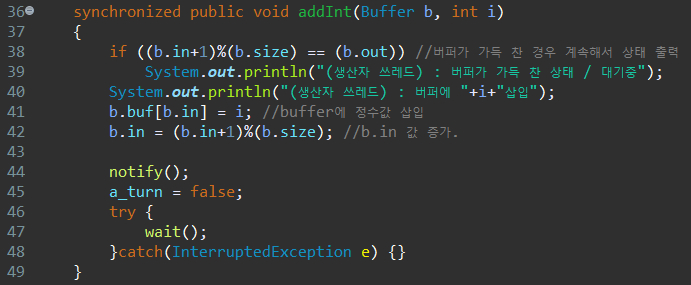 36 synchronized public void addInt(Buffer b, int i)
37 {
38 if ((b.in+1)%(b.size) == (b.out)) //버퍼가 가득 찬 경우 계속해서 상태 출력
39 System.out.println("(생산자 쓰레드) : 버퍼가 가득 찬 상태 / 대기중");
40 System.out.println("(생산자 쓰레드) : 버퍼에 "+i+"삽입");
41 b.buf[b.in] = i; //buffer에 정수값 삽입
42 b.in = (b.in+1)%(b.size); //b.in 값 증가.
43
44 notify();
45 a_turn = false;
46 try {
47 wait();
48 }catch(InterruptedException e) {}
49 }